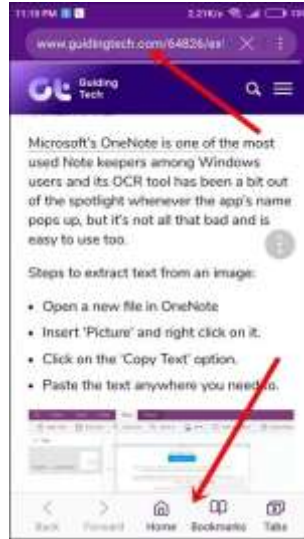 11:18 PM
www.guidingtech.com/64826/ext
Guiding
Tech
Microsoft's OneNote is one of the most
used Note keepers among Windows
users and its OCR tool has been a bit out
of the spotlight whenever the app's name
pops up, but it's not all that bad and is
easy to use too.
Steps to extract text from an image:
• Open a new file in OneNote
• Insert 'Picture' and right click on it.
• Click on the 'Copy Text' option.
• Paste the text anywhere you need to.
Back Forward Home Bookmarks Tabs